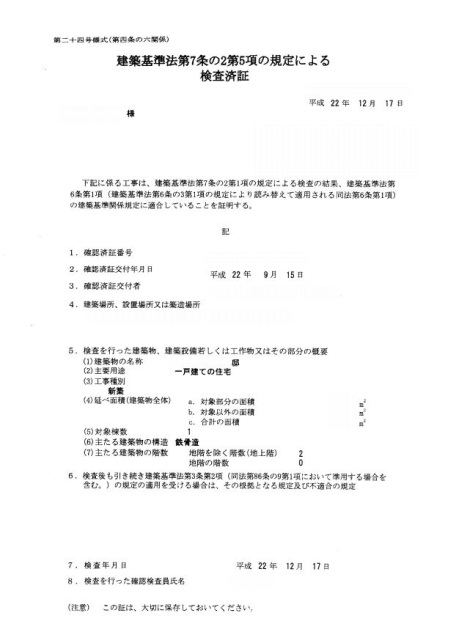 第二十四号様式(第四条の六関係)
建築基準法第7条の2第5項の規定による
検査済証
平成 22 年 12 月 17 日
様
下記に係る工事は、建築基準法第7条の2第1項の規定による検査の結果、建築基準法第
6条第1項(建築基準法第6条の3第1項の規定により読み替えて適用される同法第6条第1項)
の建築基準関係規定に適合していることを証明する。
記
1. 確認済証番号
2. 確認済証交付年月日 平成 22 年 9 月 15 日
3. 確認済証交付者
4. 建築場所、設置場所又は築造場所
5. 検査を行った建築物、建築設備若しくは工作物又はその部分の概要
(1)建築物の名称 邸
(2)主要用途 一戸建ての住宅
(3)工事種別
新築
(4)延べ面積(建築物全体) a. 対象部分の面積 ㎡
b. 対象以外の面積 ㎡
c. 合計の面積 ㎡
(5)対象棟数 1
(6)主たる建築物の構造 鉄骨造
(7)主たる建築物の階数 地階を除く階数(地上階) 2
地階の階数 0
6. 検査後も引き続き建築基準法第3条第2項(同法第86条の9第1項において準用する場合を
含む。)の規定の適用を受ける場合は、その根拠となる規定及び不適合の規定
7. 検査年月日 平成 22 年 12 月 17 日
8. 検査を行った確認検査員氏名
(注意) この証は、大切に保存しておいてください。